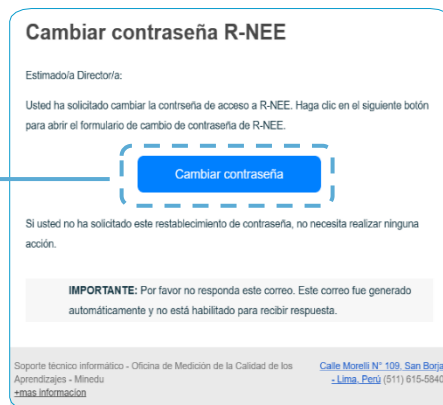 Cambiar contraseña R-NEE
Estimado/a Director/a:
Usted ha solicitado cambiar la contrseña de acceso a R-NEE. Haga clic en el siguiente botón
para abrir el formulario de cambio de contraseña de R-NEE.
Cambiar contraseña
Si usted no ha solicitado este restablecimiento de contraseña, no necesita realizar ninguna
acción.
IMPORTANTE: Por favor no responda este correo. Este correo fue generado
automáticamente y no está habilitado para recibir respuesta.
Soporte técnico informático - Oficina de Medición de la Calidad de los
Aprendizajes - Minedu
+mas informacion
Calle Morelli N° 109, San Borja
- Lima, Perú (511) 615-5840